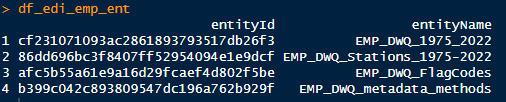 > df_edi_emp_ent
entityId entityName
1 cf231071093ac2861893793517db26f3 EMP_DWQ_1975_2022
2 86dd696bc3f8407ff52954094e1e9dcf EMP_DWQ_Stations_1975-2022
3 afc5b55a61e9a16d29fcaef4d802f5be EMP_DWQ_FlagCodes
4 b399c042c893809547dc196a762b929f EMP_DWQ_metadata_methods